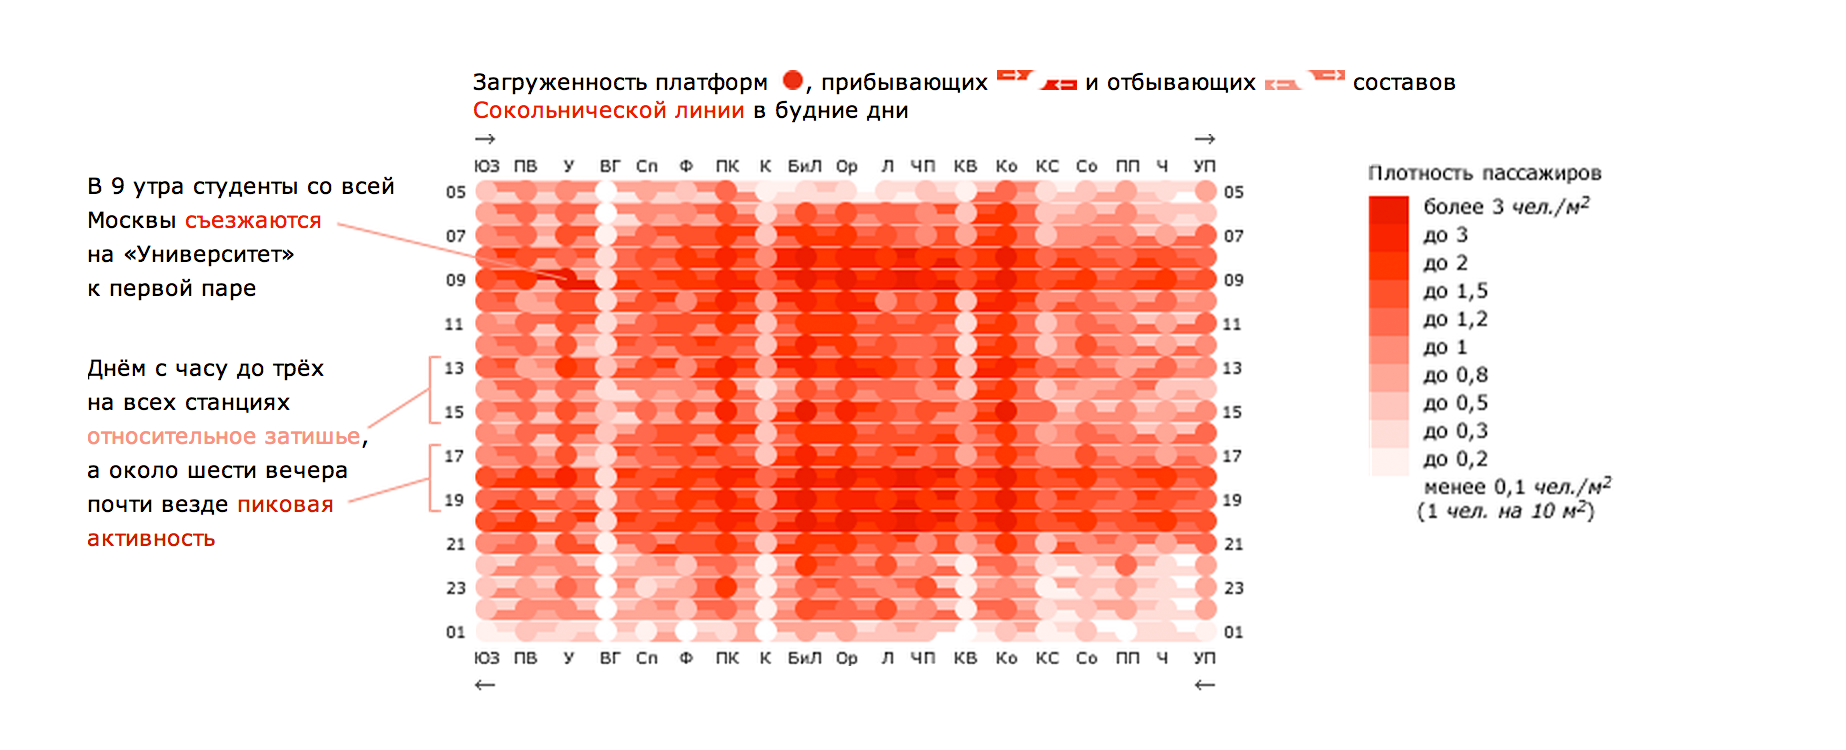 Загруженность платформ , прибывающих и отбывающих составов
Сокольнической линии в будние дни
→ →
ЮЗ ПВ У ВГ Сп Ф ПК К БиЛ Ор Л ЧП КВ Ко КС Со ПП Ч УП
05 05
07 07
09 09
11 11
13 13
15 15
17 17
19 19
21 21
23 23
01 01
ЮЗ ПВ У ВГ Сп Ф ПК К БиЛ Ор Л ЧП КВ Ко КС Со ПП Ч УП
← ←
В 9 утра студенты со всей
Москвы съезжаются
на «Университет»
к первой паре
Днём с часу до трёх
на всех станциях
относительное затишье,
а около шести вечера
почти везде пиковая
активность
Плотность пассажиров
более 3 чел./м²
до 3
до 2
до 1,5
до 1,2
до 1
до 0,8
до 0,5
до 0,3
до 0,2
менее 0,1 чел./м²
(1 чел. на 10 м²)